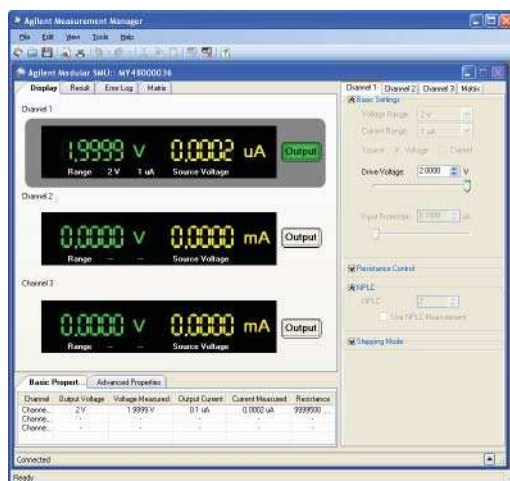 Agilent Measurement Manager
File Edit View Tools Help
Agilent Modular SMU:: MY48000036
Display Result Error Log Matrix
Channel 1
1.9999 V 0.0002 uA Output
Range 2 V 1 uA Source Voltage
Channel 2
0.0000 V 0.0000 mA Output
Range -- -- Source Voltage
Channel 3
0.0000 V 0.0000 mA Output
Range -- -- Source Voltage
Basic Propert... Advanced Properties
Channel Output Voltage Voltage Measured Output Current Current Measured Resistance
Channe... 2 V 1.9999 V 0.1 uA 0.0002 uA 9999500 ...
Channe... - - - - -
Channe... - - - - -
Connected
Ready
Channel 1 Channel 2 Channel 3 Matrix
Basic Settings
Voltage Range: 2 V
Current Range: 1 uA
Source Voltage Current
Drive Voltage: 2.0000 V
Input Protection: 0.1000 uA
Resistance Control
NPLC
NPLC
Use NPLC Measurement
Stepping Mode